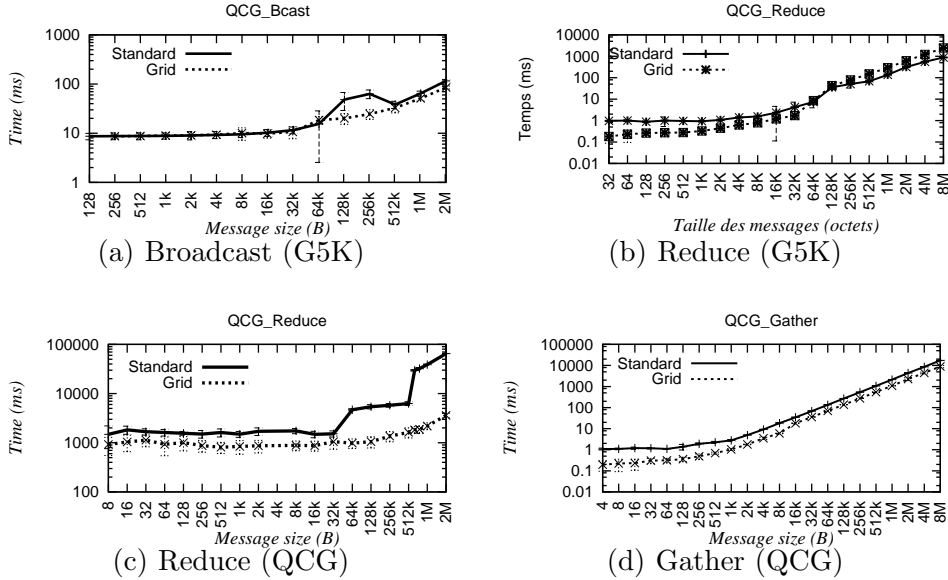 QCG_Bcast
1000
100
10
1
Time (ms)
Standard
Grid
128
256
512
1k
2k
4k
8k
16k
32k
64k
128k
256k
512k
1M
2M
Message size (B)
(a) Broadcast (G5K)
QCG_Reduce
10000
1000
100
10
1
0.1
0.01
Temps (ms)
Standard
Grid
32
64
128
256
512
1K
2K
4K
8K
16K
32K
64K
128K
256K
512K
1M
2M
4M
8M
Taille des messages (octets)
(b) Reduce (G5K)
QCG_Reduce
100000
10000
1000
100
Time (ms)
Standard
Grid
8
16
32
64
128
256
512
1k
2k
8k
16k
32k
64k
128k
256k
512k
1M
2M
Message size (B)
(c) Reduce (QCG)
QCG_Gather
100000
10000
1000
100
10
1
0.1
0.01
Time (ms)
Standard
Grid
4
8
16
32
64
128
256
512
1k
2k
4k
8k
16k
32k
64k
128k
256k
512k
1M
2M
4M
8M
Message size (B)
(d) Gather (QCG)